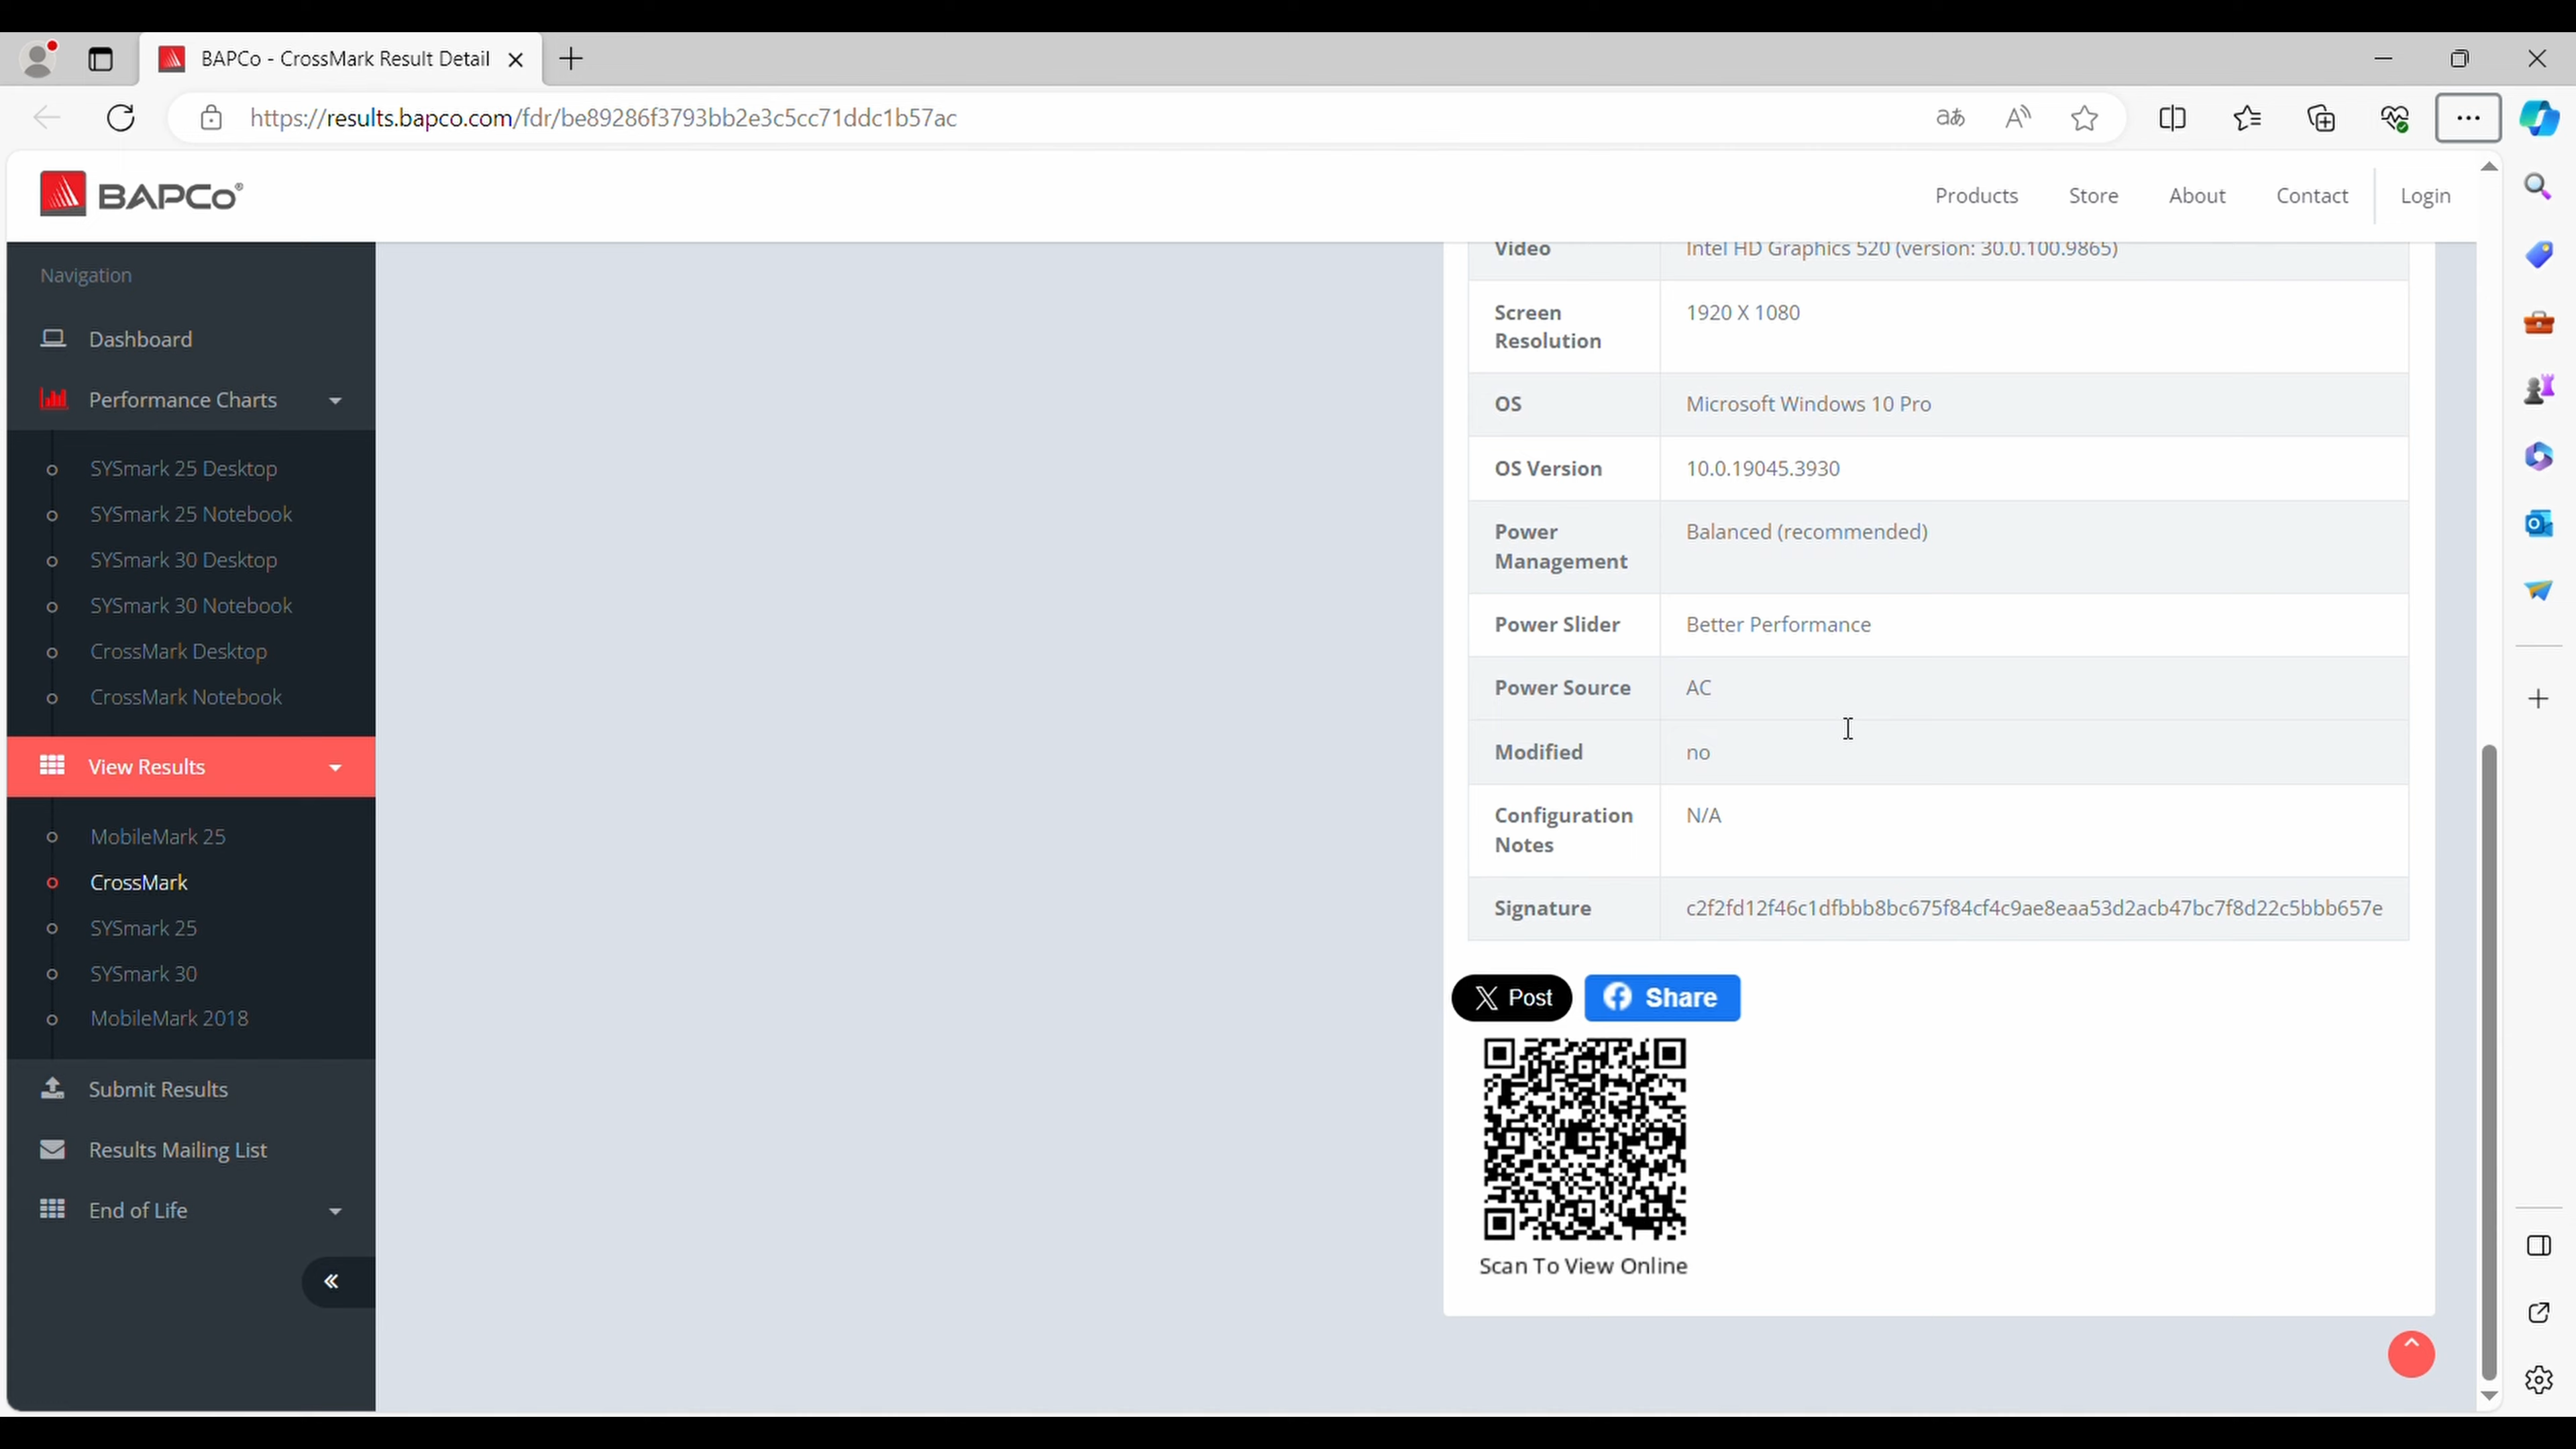 BAPCo - CrossMark Result Detail
https://results.bapco.com/fdr/be89286f3793bb2e3c5cc71ddc1b57ac
BAPCo®
Products
Store
About
Contact
Login
Navigation
Dashboard
Performance Charts
SYSmark 25 Desktop
SYSmark 25 Notebook
SYSmark 30 Desktop
SYSmark 30 Notebook
CrossMark Desktop
CrossMark Notebook
View Results
MobileMark 25
CrossMark
SYSmark 25
SYSmark 30
MobileMark 2018
Submit Results
Results Mailing List
End of Life
Video Intel HD Graphics 520 (version: 30.0.100.9865)
Screen 1920 X 1080
Resolution
OS Microsoft Windows 10 Pro
OS Version 10.0.19045.3930
Power Balanced (recommended)
Management
Power Slider Better Performance
Power Source AC
Modified no
Configuration N/A
Notes
Signature c2f2fd12f46c1dfbbb8bc675f84cf4c9ae8eaa53d2acb47bc7f8d22c5bbb657e
Post
Share
Scan To View Online